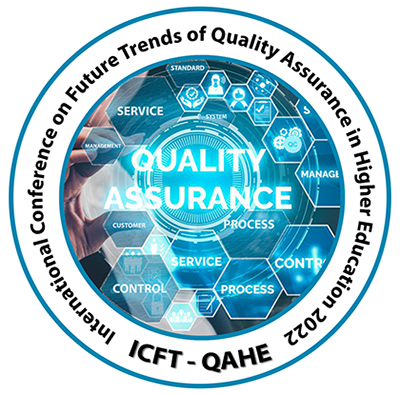 International Conference on Future Trends of Quality Assurance in Higher Education 2022
STANDARD
SERVICE
SYSTEM
MANAGEMENT
QUALITY
ASSURANCE
MANAGE
CUSTOMER
PROCESS
SERVICE
CONTR
CONTROL
PROCESS
ICFT - QAHE